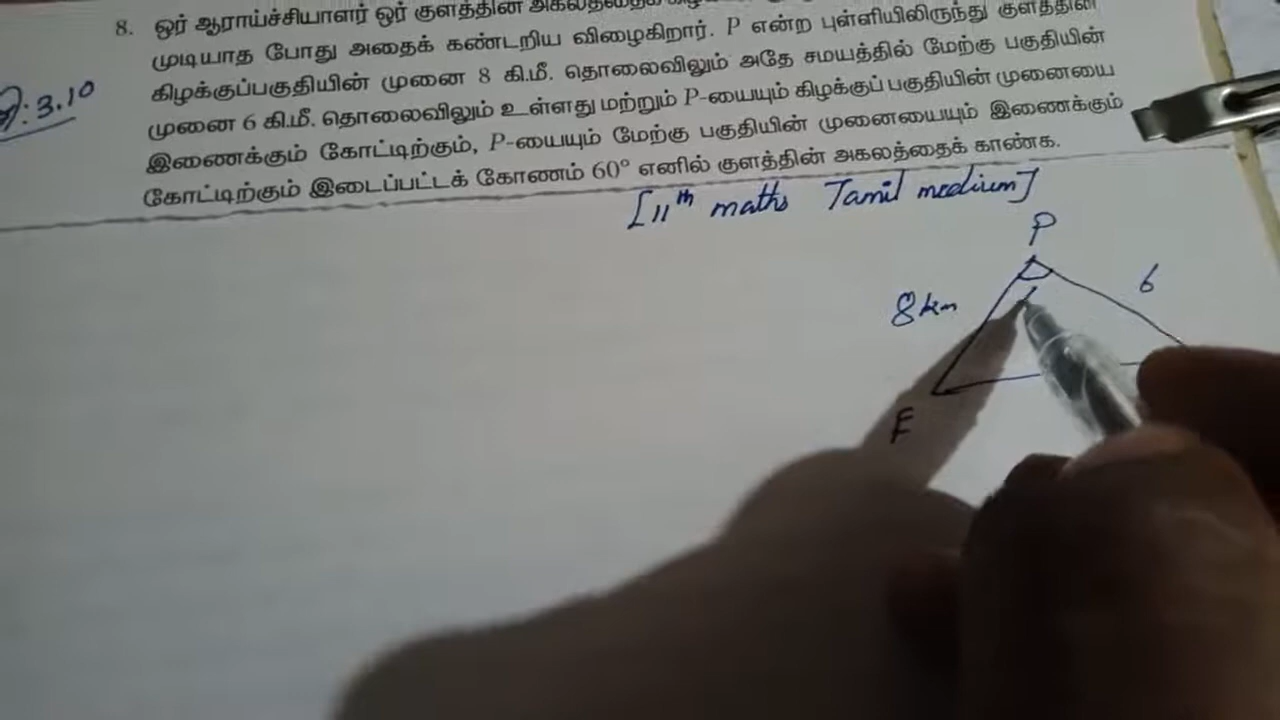 8. ஓர் ஆராய்ச்சியாளர் ஓர் குளத்தின் அகலத்தைக்
முடியாத போது அதைக் கண்டறிய விழைகிறார். P என்ற புள்ளியிலிருந்து குளத்தின்
கிழக்குப்பகுதியின் முனை 8 கி.மீ. தொலைவிலும் அதே சமயத்தில் மேற்கு பகுதியின்
முனை 6 கி.மீ. தொலைவிலும் உள்ளது மற்றும் P-யையும் கிழக்குப் பகுதியின் முனையை
இணைக்கும் கோட்டிற்கும், P-யையும் மேற்கு பகுதியின் முனையையும் இணைக்கும்
கோட்டிற்கும் இடைப்பட்டக் கோணம் 60° எனில் குளத்தின் அகலத்தைக் காண்க.
: 3.10
[11th maths Tamil medium]
P
8km
6
E